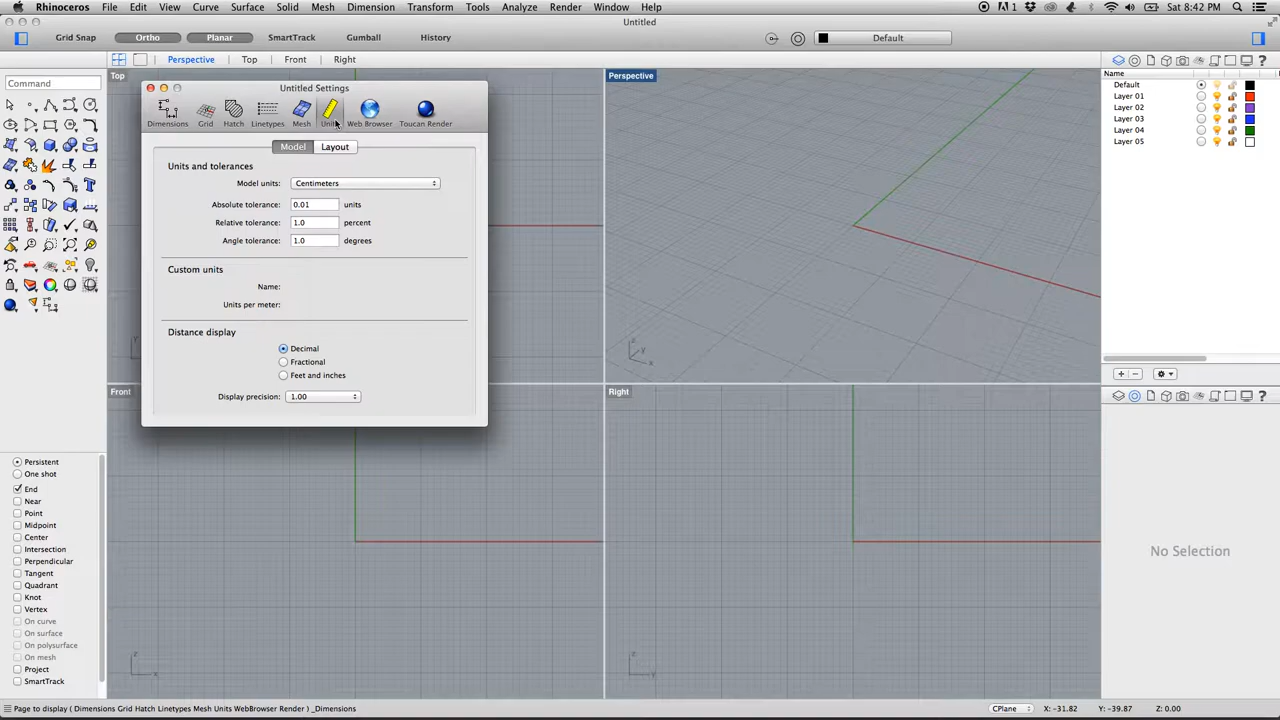 Rhinoceros File Edit View Curve Surface Solid Mesh Dimension Transform Tools Analyze Render Window Help 1 Sat 8:42 PM
Untitled
Grid Snap Ortho Planar SmartTrack Gumball History Default
Perspective Top Front Right
Command
Top
Perspective
Front
Right
Untitled Settings
Dimensions Grid Hatch Linetypes Mesh Units Web Browser Toucan Render
Model Layout
Units and tolerances
Model units: Centimeters
Absolute tolerance: 0.01 units
Relative tolerance: 1.0 percent
Angle tolerance: 1.0 degrees
Custom units
Name:
Units per meter:
Distance display
Decimal
Fractional
Feet and inches
Display precision: 1.00
z
y
x
z
x
z
y
Name Material
Default
Layer 01
Layer 02
Layer 03
Layer 04
Layer 05
No Selection
Persistent
One shot
End
Near
Point
Midpoint
Center
Intersection
Perpendicular
Tangent
Quadrant
Knot
Vertex
On curve
On surface
On polysurface
On mesh
Project
SmartTrack
Page to display ( Dimensions Grid Hatch Linetypes Mesh Units WebBrowser Render ) _Dimensions CPlane X: -31.82 Y: -39.87 Z: 0.00